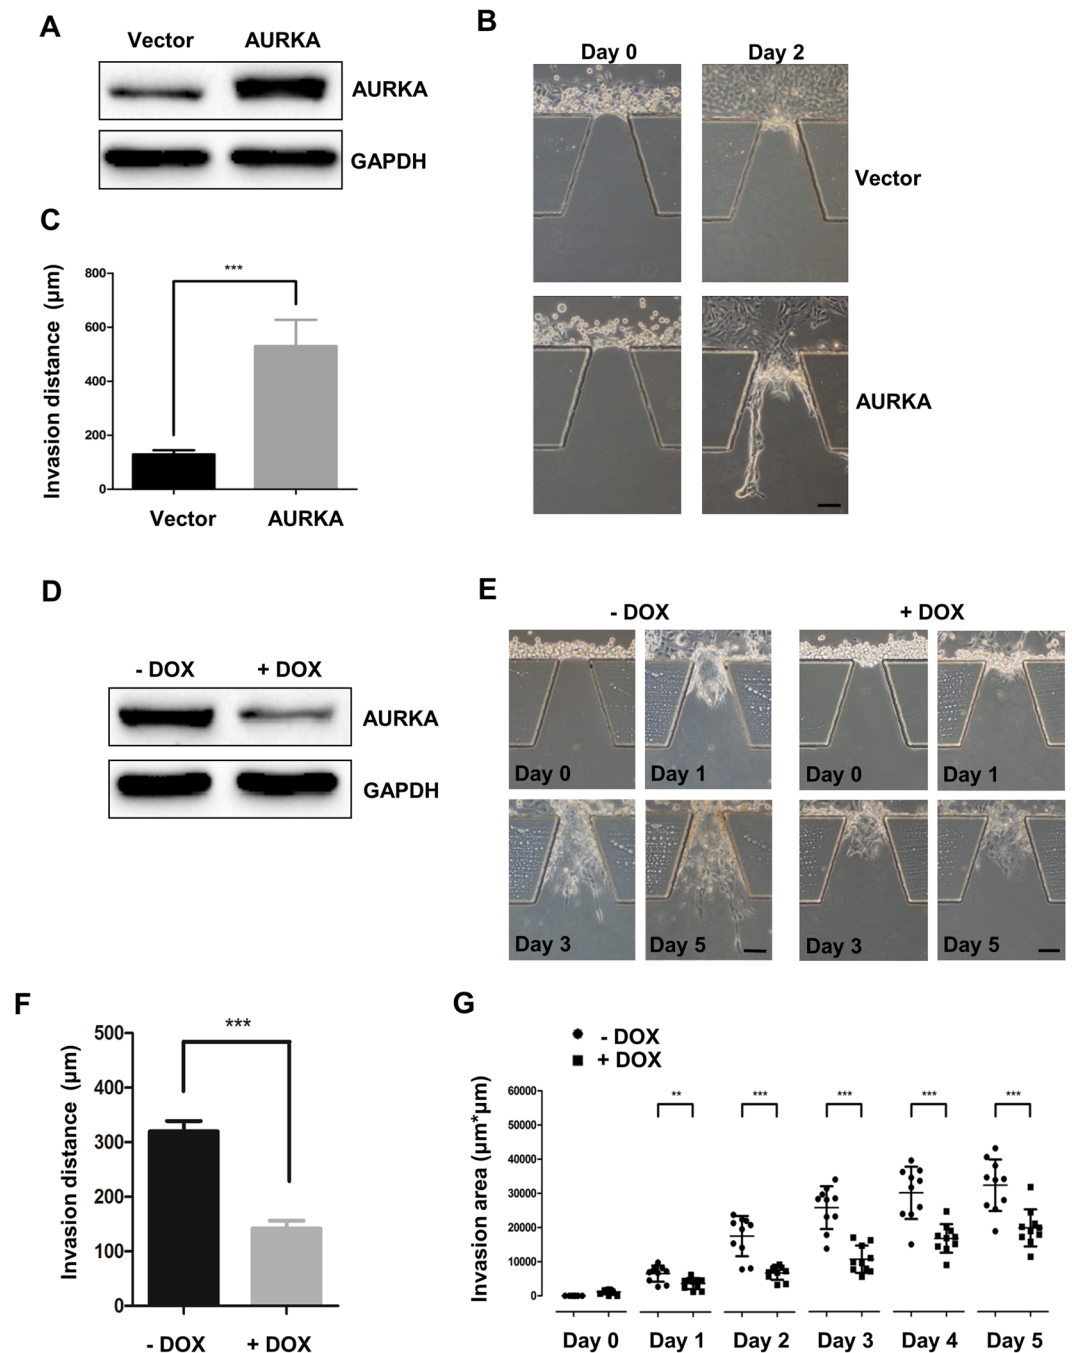 A
Vector AURKA
AURKA
GAPDH
B
Day 0 Day 2
Vector
AURKA
C
Invasion distance (µm)
800
600
400
200
0
***
Vector AURKA
D
- DOX + DOX
AURKA
GAPDH
E
- DOX + DOX
Day 0 Day 1 Day 0 Day 1
Day 3 Day 5 Day 3 Day 5
F
Invasion distance (µm)
500
400
300
200
100
0
***
- DOX + DOX
G
- DOX
+ DOX
Invasion area (µm*µm)
60000
50000
40000
30000
20000
10000
0
** *** *** *** ***
Day 0 Day 1 Day 2 Day 3 Day 4 Day 5